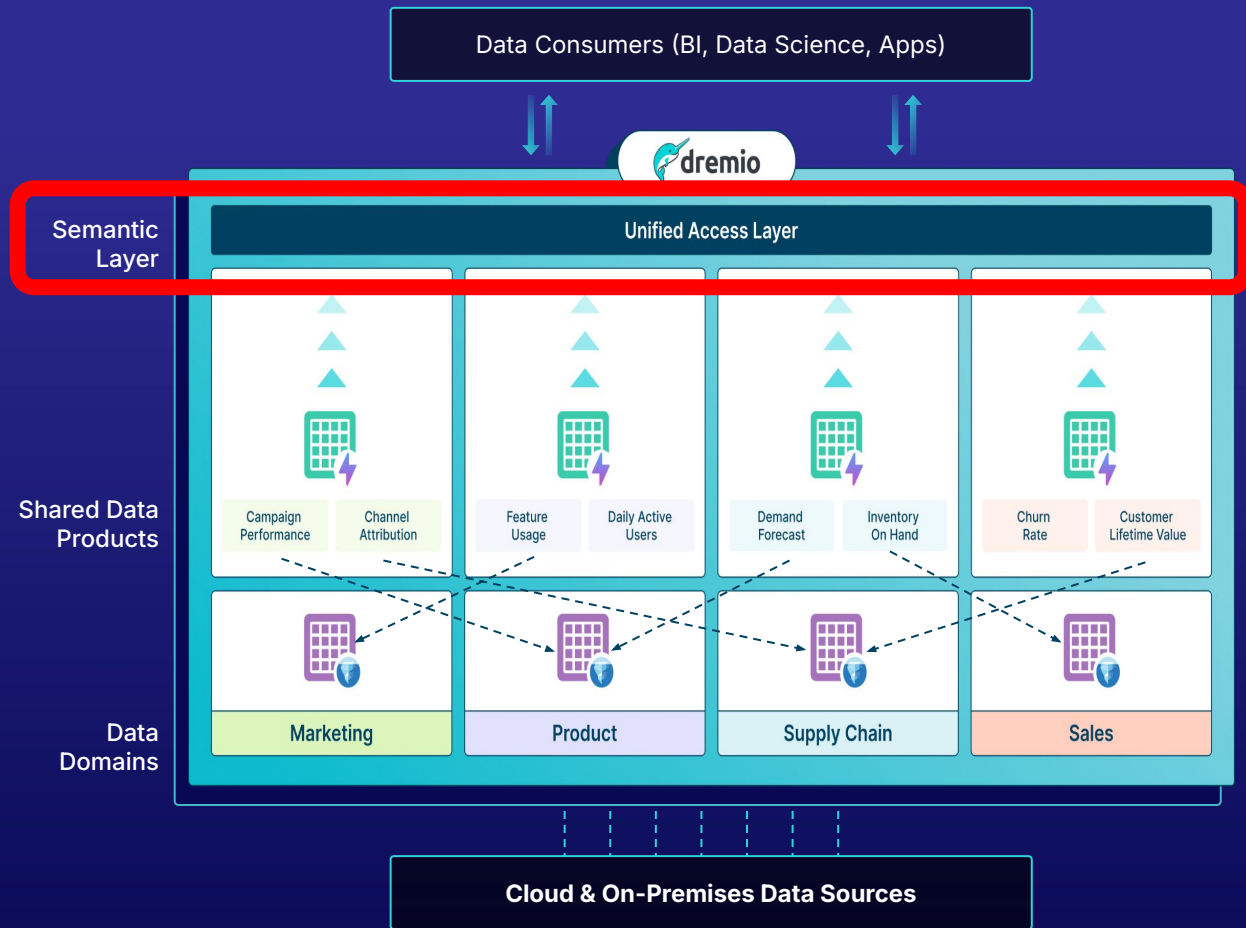 Data Consumers (BI, Data Science, Apps)
dremio
Semantic
Layer
Unified Access Layer
Shared Data
Products
Campaign
Performance
Channel
Attribution
Feature
Usage
Daily Active
Users
Demand
Forecast
Inventory
On Hand
Churn
Rate
Customer
Lifetime Value
Data
Domains
Marketing
Product
Supply Chain
Sales
Cloud & On-Premises Data Sources